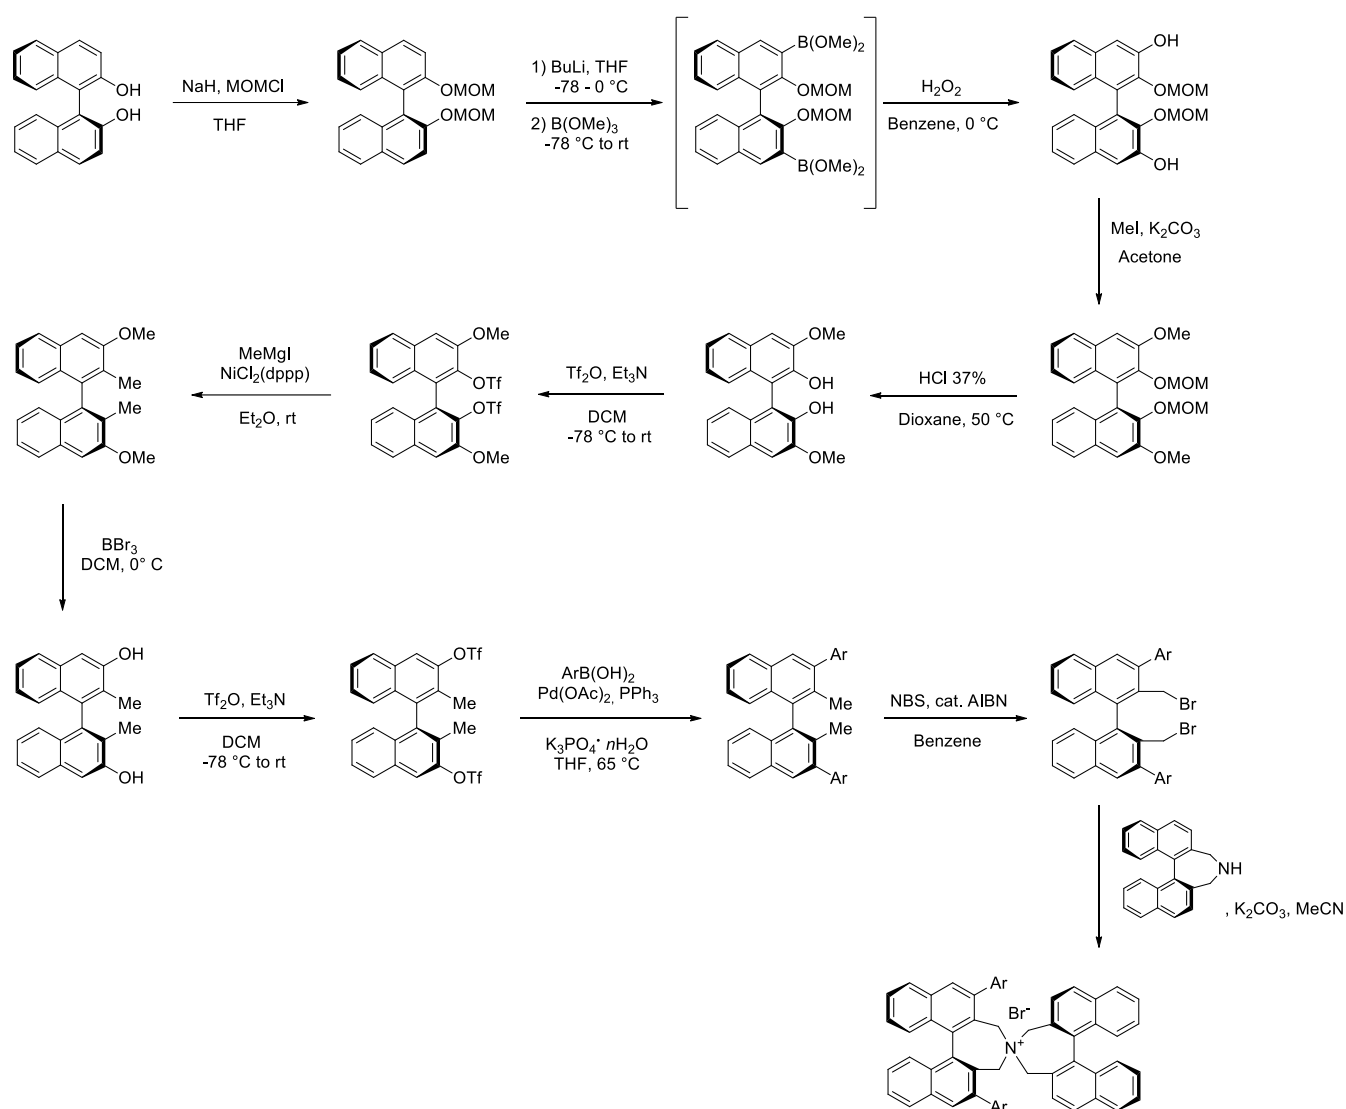 OH
HO
NaH, MOMCl
THF
OMOM
OMOM
1) BuLi, THF
-78 - 0 °C
2) B(OMe)₃
-78 °C to rt
B(OMe)₂
OMOM
OMOM
B(OMe)₂
H₂O₂
Benzene, 0 °C
OH
OMOM
OMOM
OH
MeI, K₂CO₃
Acetone
OMe
OMOM
OMOM
OMe
HCl 37%
Dioxane, 50 °C
OMe
OH
OH
OMe
Tf₂O, Et₃N
DCM
-78 °C to rt
OMe
OTf
OTf
OMe
MeMgI
NiCl₂(dppp)
Et₂O, rt
OMe
Me
Me
OMe
BBr₃
DCM, 0° C
OH
Me
Me
OH
Tf₂O, Et₃N
DCM
-78 °C to rt
OTf
Me
Me
OTf
ArB(OH)₂
Pd(OAc)₂, PPh₃
K₃PO₄· nH₂O
THF, 65 °C
Ar
Me
Me
Ar
NBS, cat. AIBN
Benzene
Ar
Br
Br
Ar
NH
, K₂CO₃, MeCN
Ar
Br⁻
N⁺
Ar